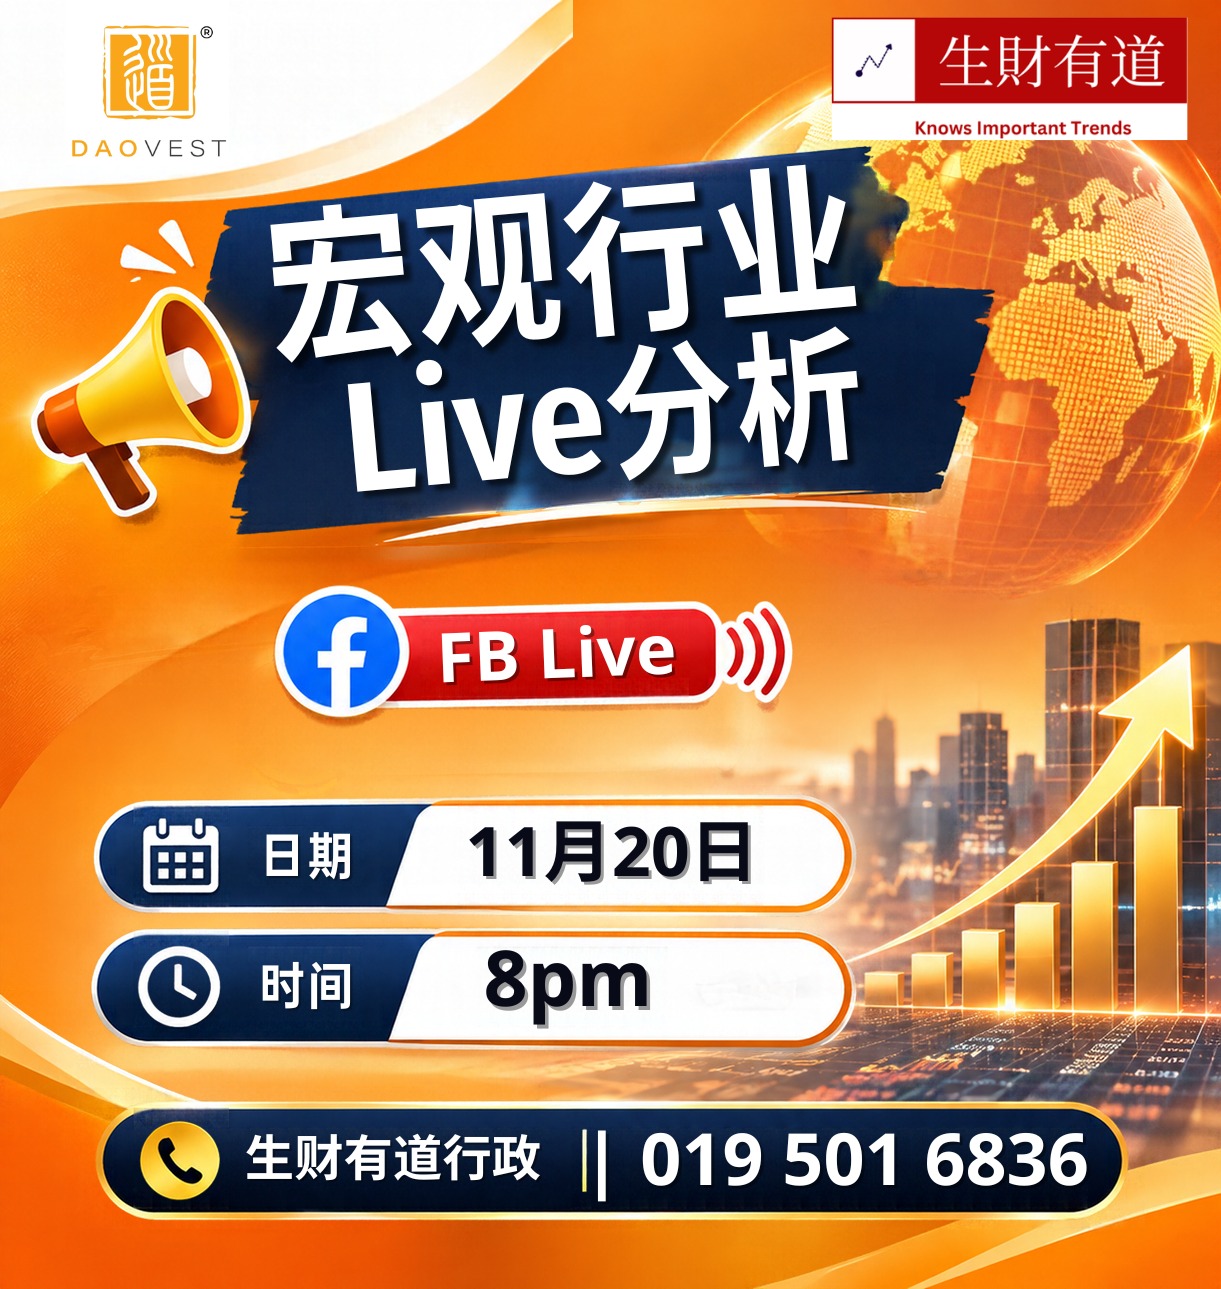 道®
DAOVEST
生財有道
Knows Important Trends
宏观行业
Live分析
FB Live
日期 11月20日
时间 8pm
生财有道行政 || 019 501 6836